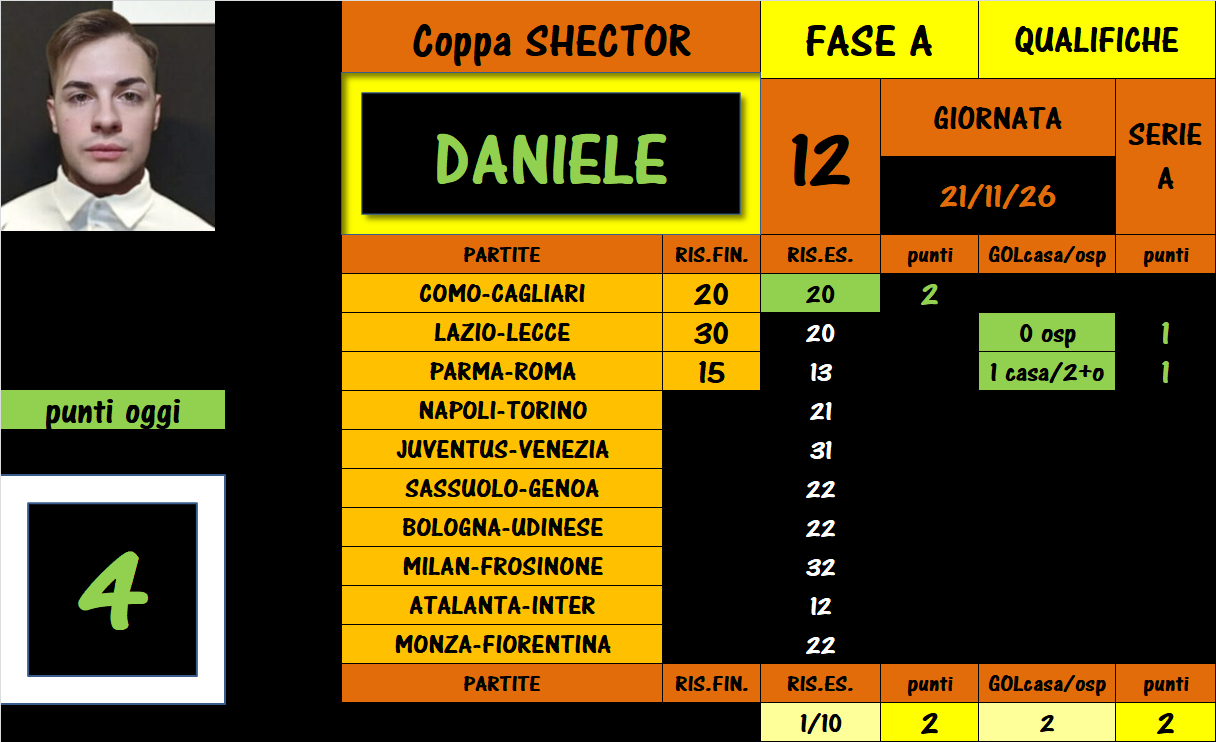 Coppa SHECTOR
FASE A
QUALIFICHE
DANIELE
12
GIORNATA
21/11/26
SERIE
A
PARTITE RIS.FIN. RIS.ES. punti GOLcasa/osp punti
COMO-CAGLIARI 20 20 2
LAZIO-LECCE 30 20 0 osp 1
PARMA-ROMA 15 13 1 casa/2+o 1
NAPOLI-TORINO 21
JUVENTUS-VENEZIA 31
SASSUOLO-GENOA 22
BOLOGNA-UDINESE 22
MILAN-FROSINONE 32
ATALANTA-INTER 12
MONZA-FIORENTINA 22
PARTITE RIS.FIN. RIS.ES. punti GOLcasa/osp punti
1/10 2 2 2
punti oggi
4